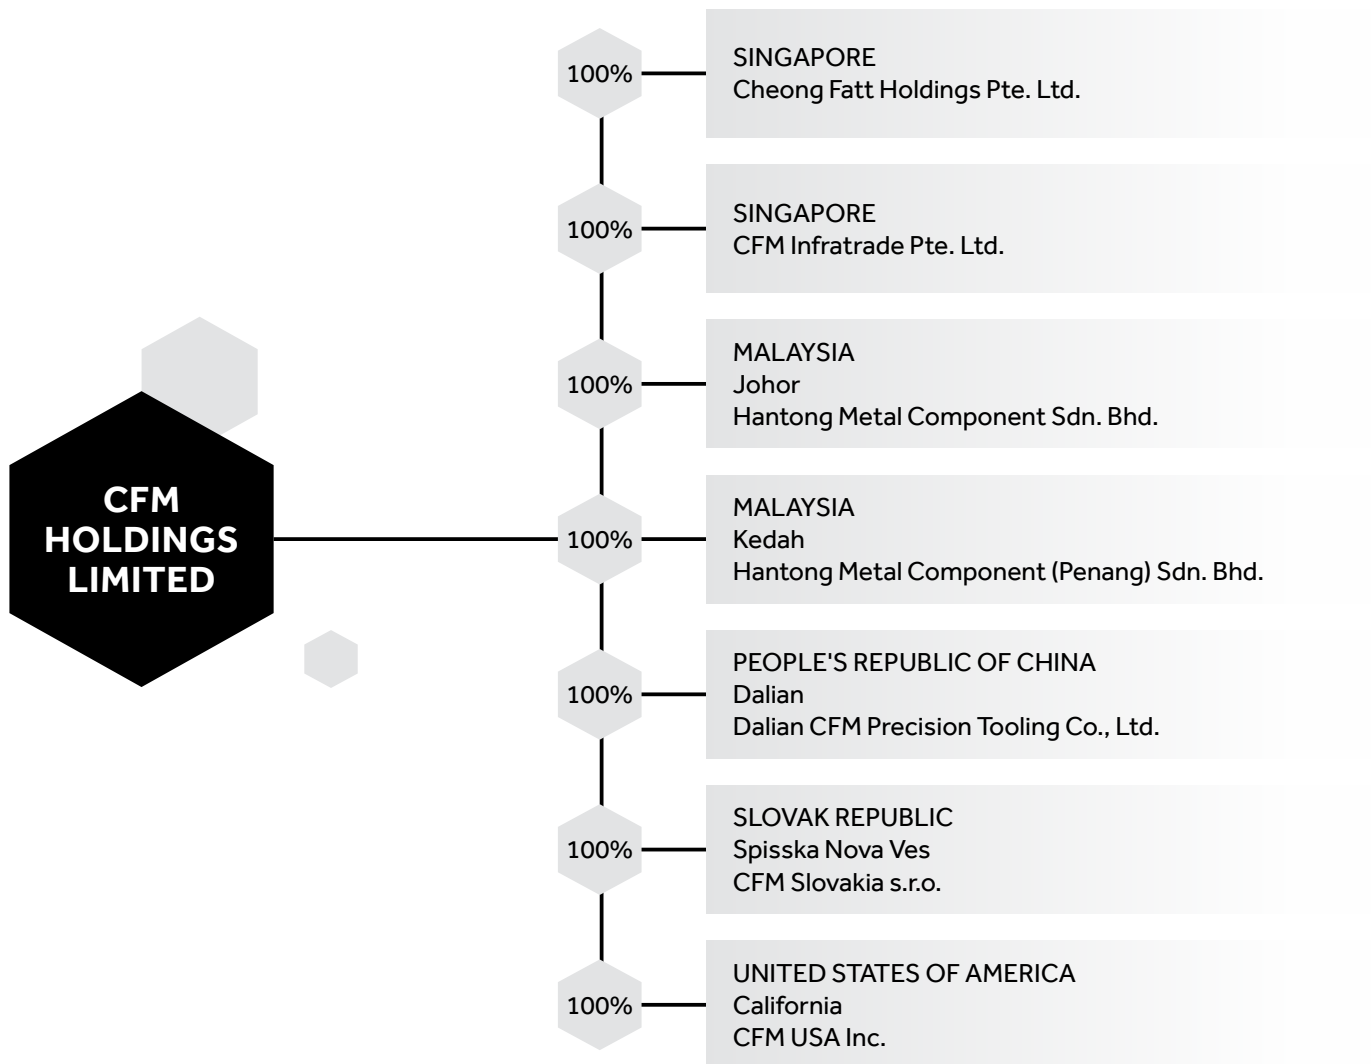 CFM
HOLDINGS
LIMITED
100%
SINGAPORE
Cheong Fatt Holdings Pte. Ltd.
100%
SINGAPORE
CFM Infratrade Pte. Ltd.
100%
MALAYSIA
Johor
Hantong Metal Component Sdn. Bhd.
100%
MALAYSIA
Kedah
Hantong Metal Component (Penang) Sdn. Bhd.
100%
PEOPLE'S REPUBLIC OF CHINA
Dalian
Dalian CFM Precision Tooling Co., Ltd.
100%
SLOVAK REPUBLIC
Spisska Nova Ves
CFM Slovakia s.r.o.
100%
UNITED STATES OF AMERICA
California
CFM USA Inc.